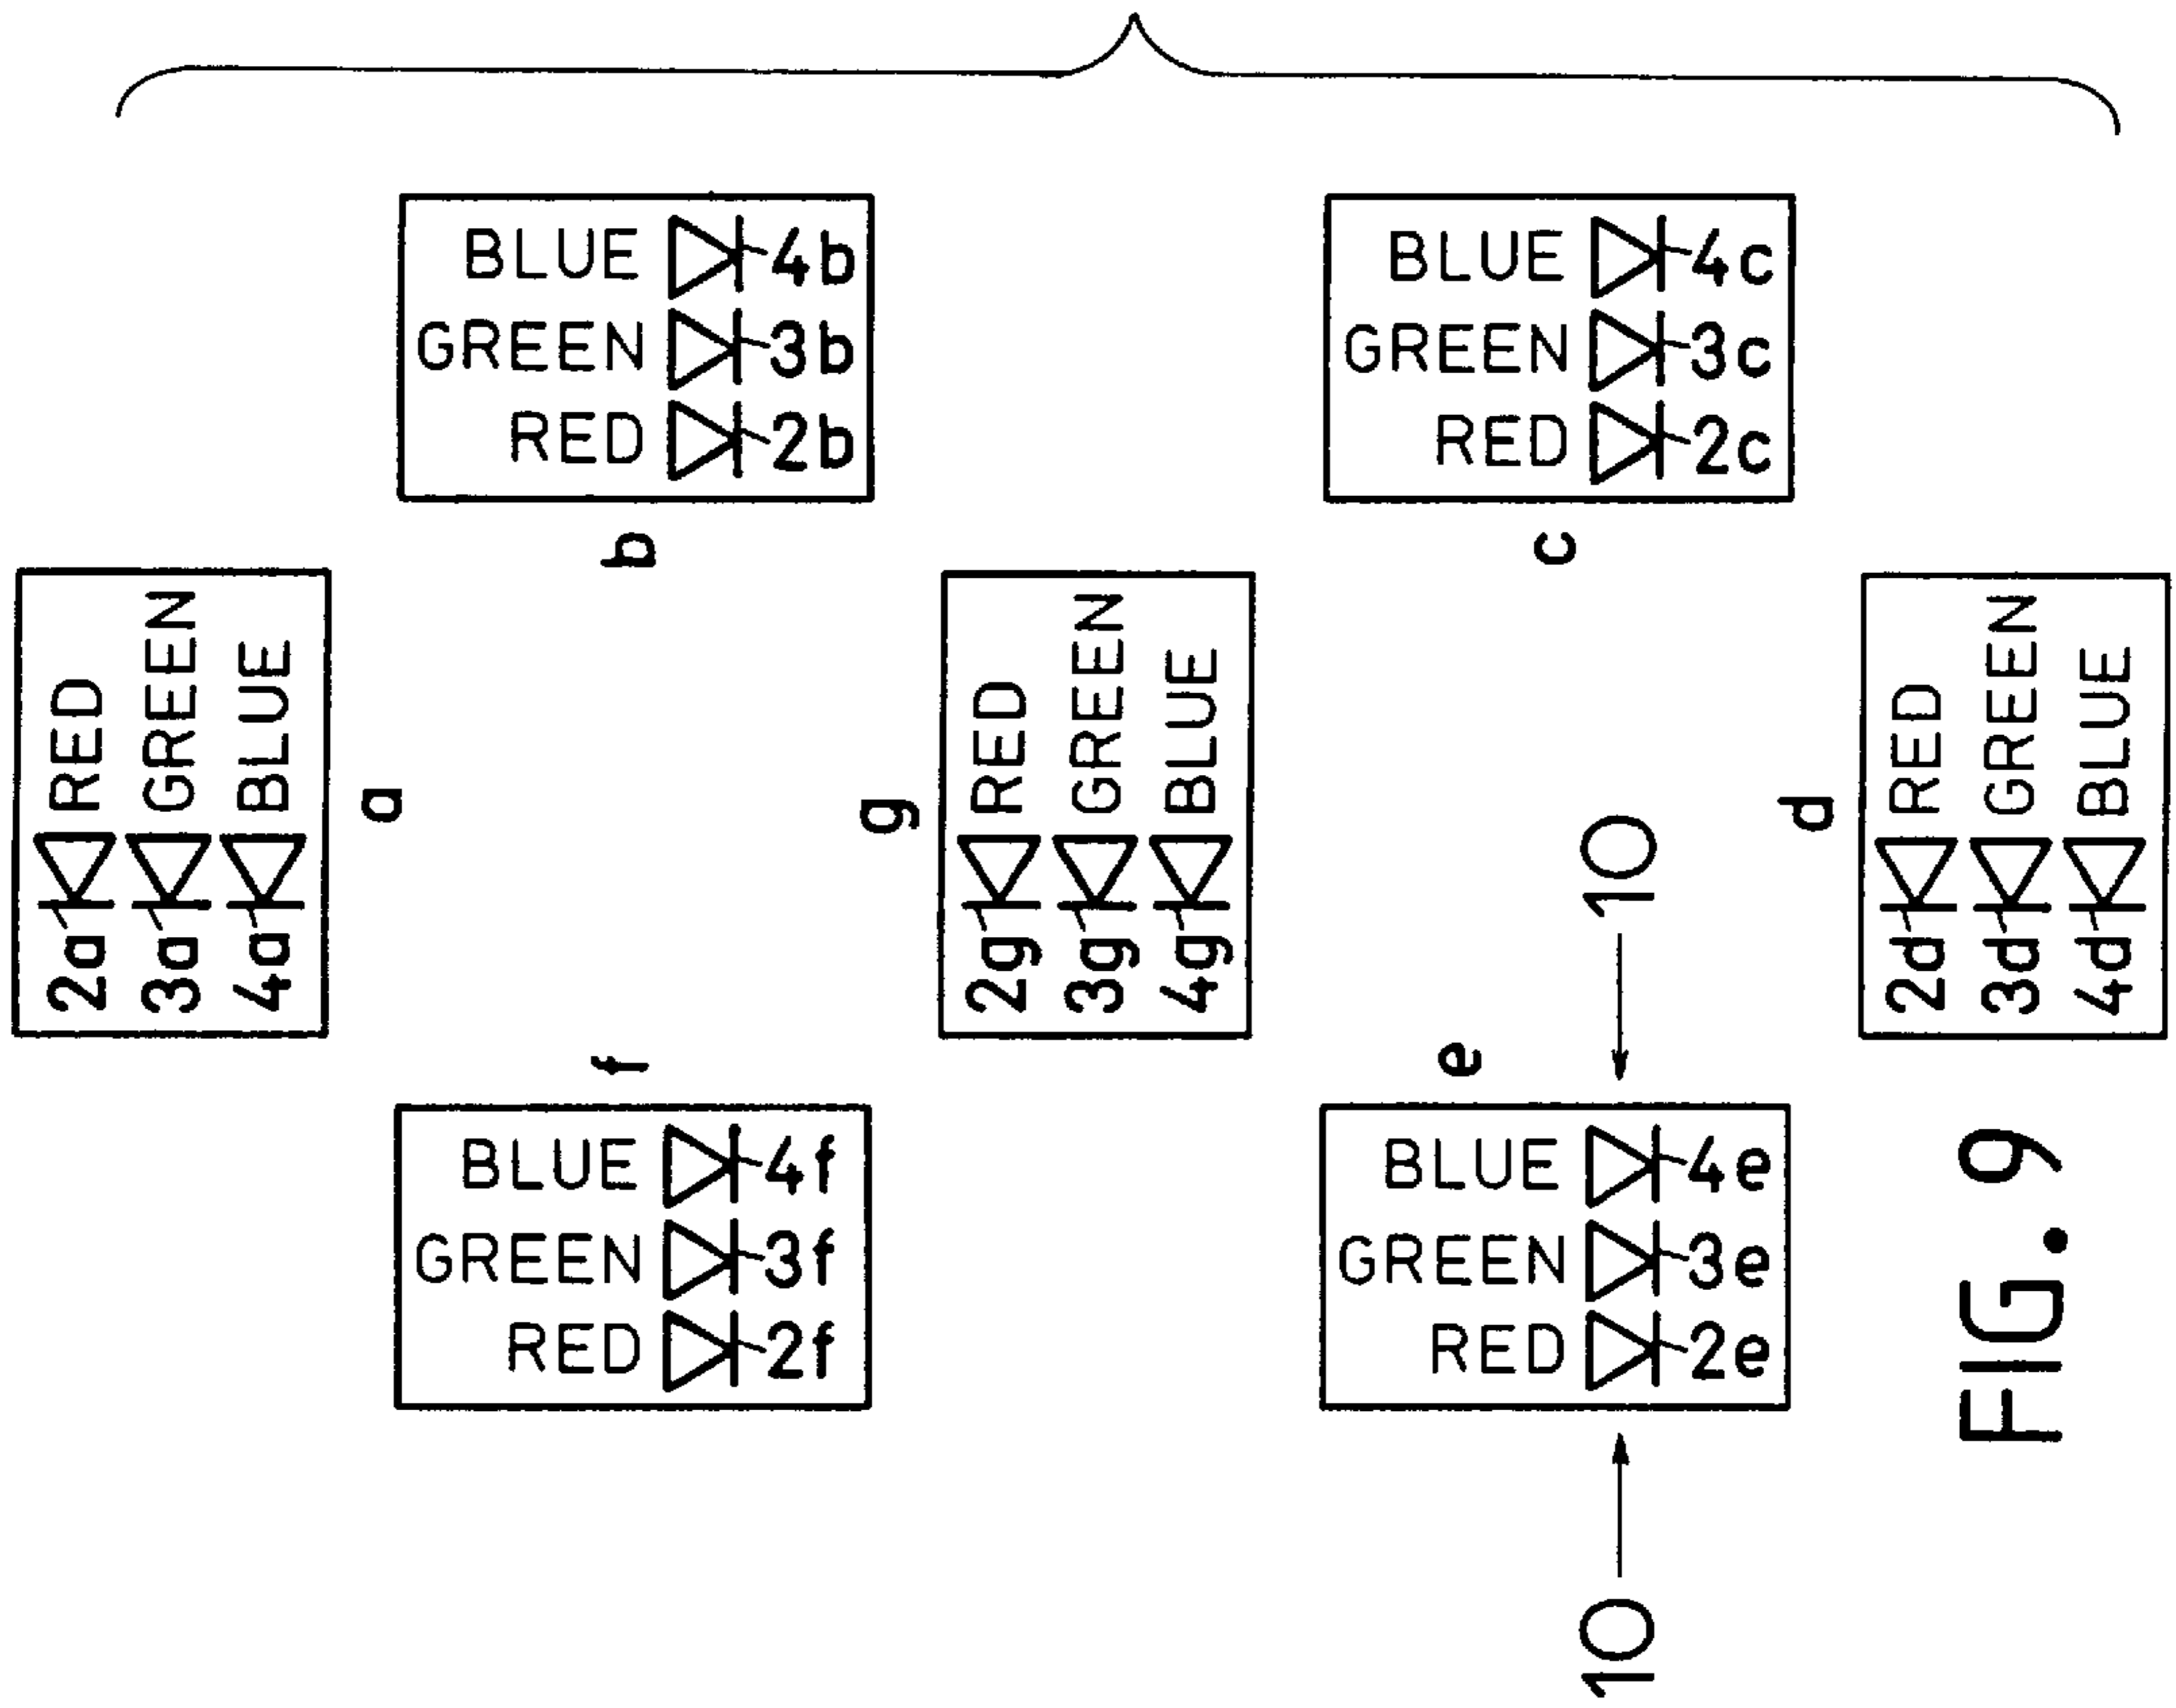 BLUE 4b
GREEN 3b
RED 2b
b
BLUE 4c
GREEN 3c
RED 2c
c
2a RED
3a GREEN
4a BLUE
a
g
2g RED
3g GREEN
4g BLUE
d
2d RED
3d GREEN
4d BLUE
f
BLUE 4f
GREEN 3f
RED 2f
e
BLUE 4e
GREEN 3e
RED 2e
10
10
FIG. 9